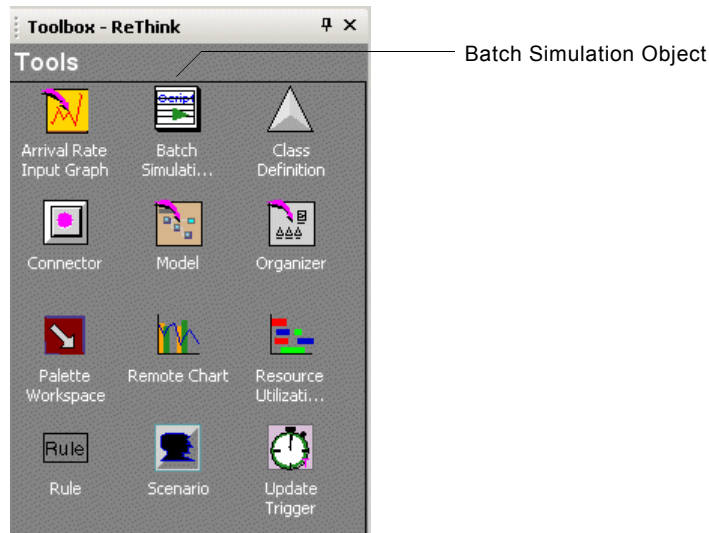 Toolbox - ReThink
Batch Simulation Object
Tools
Script
Arrival Rate
Input Graph
Batch
Simulati...
Class
Definition
Connector
Model
Organizer
Palette
Workspace
Remote Chart
Resource
Utilizati...
Rule
Rule
Scenario
Update
Trigger